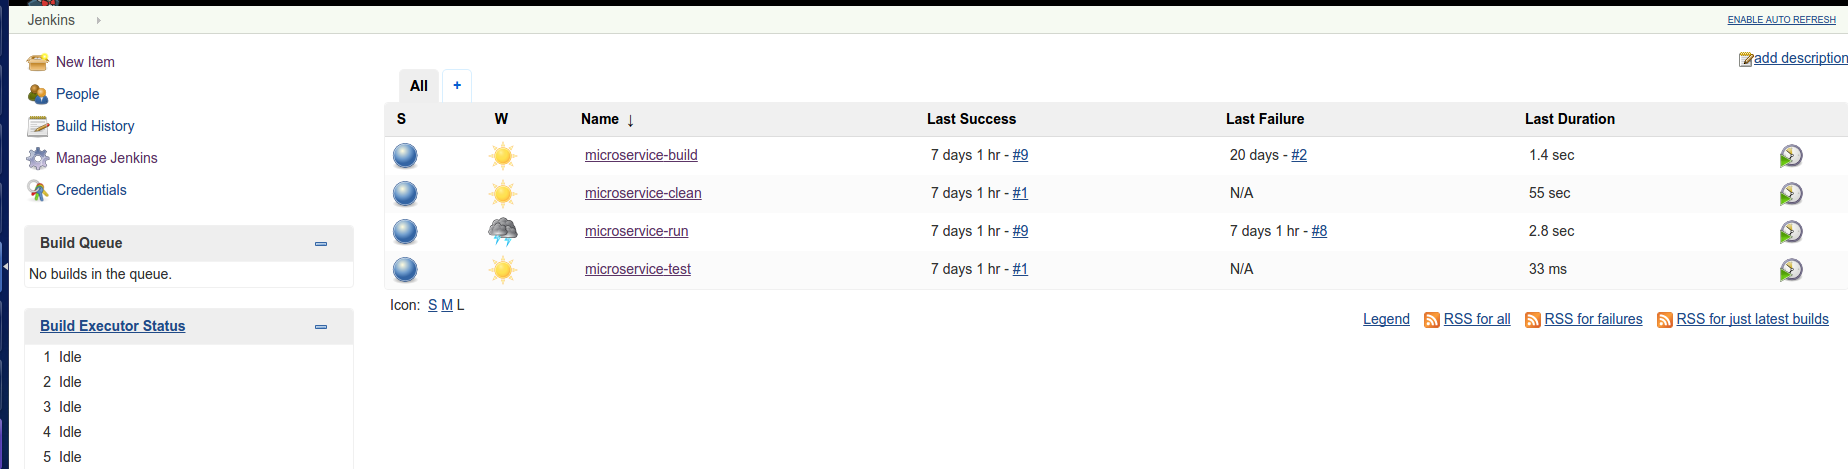 Jenkins
ENABLE AUTO REFRESH
New Item
People
Build History
Manage Jenkins
Credentials
Build Queue
No builds in the queue.
Build Executor Status
1 Idle
2 Idle
3 Idle
4 Idle
5 Idle
add description
All +
S W Name ↓ Last Success Last Failure Last Duration
microservice-build 7 days 1 hr - #9 20 days - #2 1.4 sec
microservice-clean 7 days 1 hr - #1 N/A 55 sec
microservice-run 7 days 1 hr - #9 7 days 1 hr - #8 2.8 sec
microservice-test 7 days 1 hr - #1 N/A 33 ms
Icon: S M L
Legend RSS for all RSS for failures RSS for just latest builds